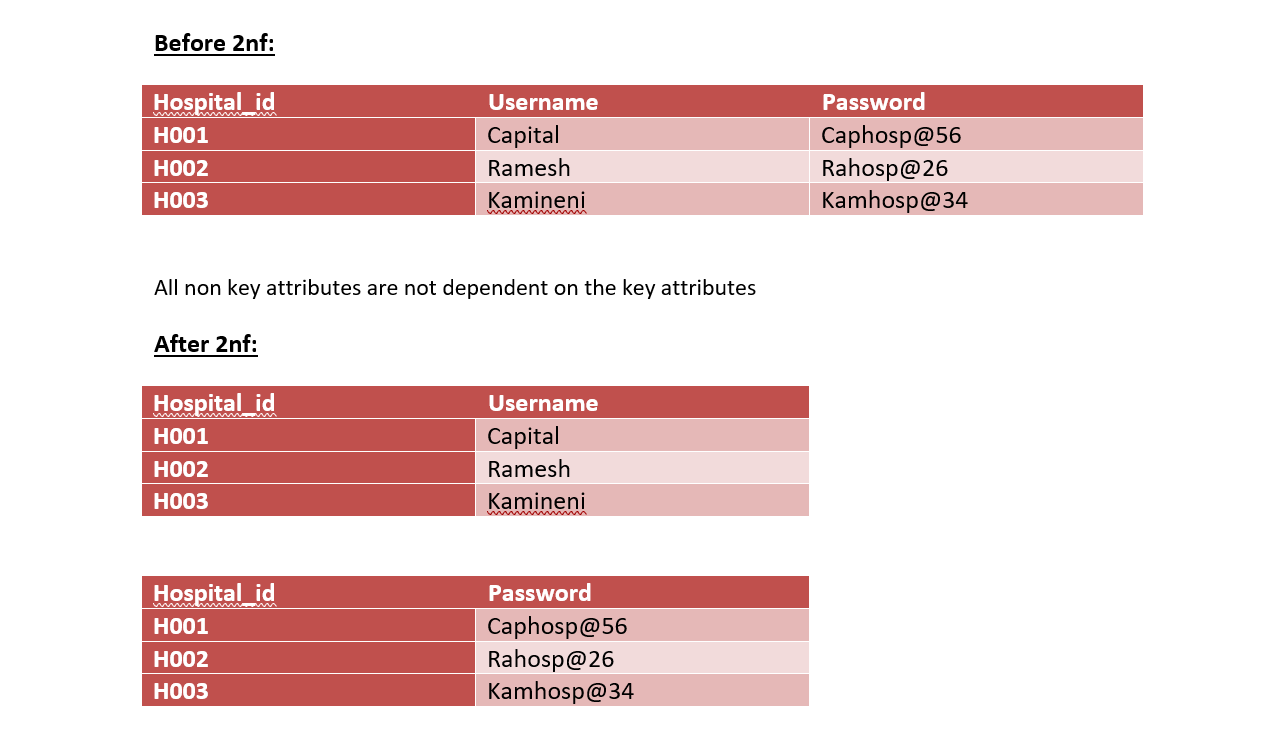 Before 2nf:
Hospital_id Username Password
H001 Capital Caphosp@56
H002 Ramesh Rahosp@26
H003 Kamineni Kamhosp@34
All non key attributes are not dependent on the key attributes
After 2nf:
Hospital_id Username
H001 Capital
H002 Ramesh
H003 Kamineni
Hospital_id Password
H001 Caphosp@56
H002 Rahosp@26
H003 Kamhosp@34